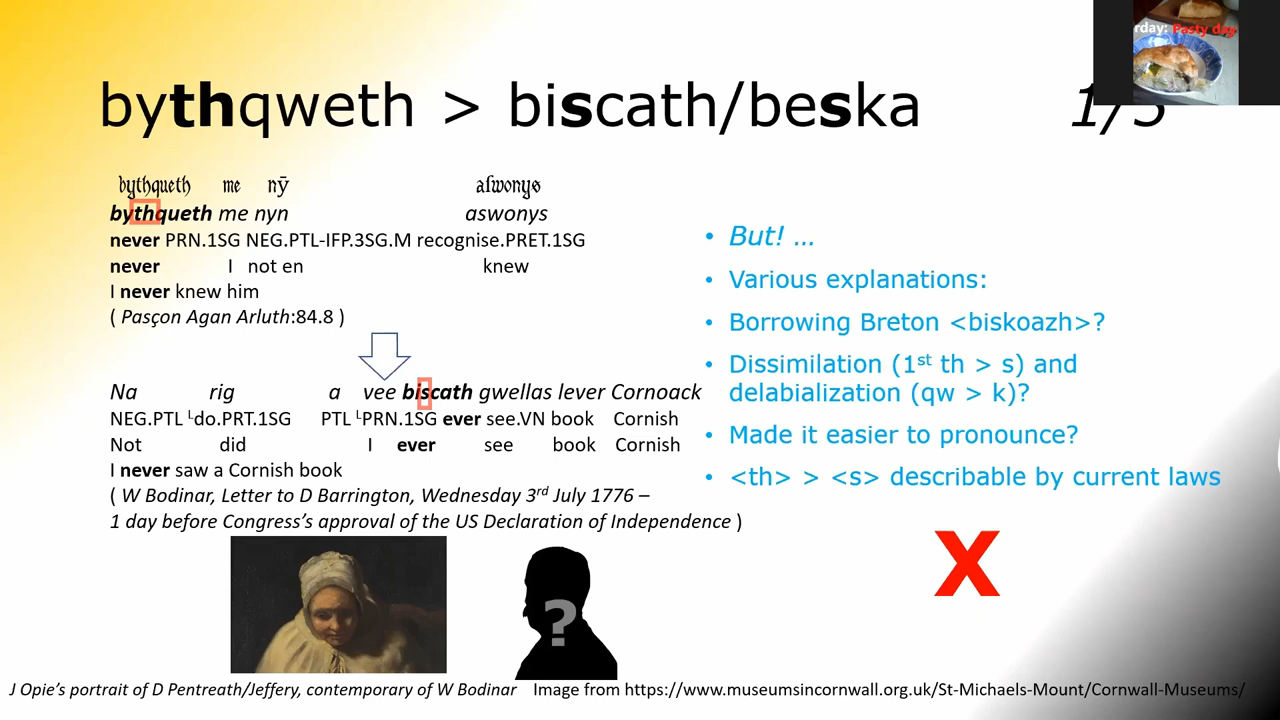 rday: Pasty day
bythqweth > biscath/beska
bythqueth me nȳ aſwonys
bythqueth me nyn aswonys
never PRN.1SG NEG.PTL-IFP.3SG.M recognise.PRET.1SG
never I not en knew
I never knew him
( Pasçon Agan Arluth:84.8 )
Na rig a vee biscath gwellas lever Cornoack
NEG.PTL ᴸdo.PRT.1SG PTL ᴸPRN.1SG ever see.VN book Cornish
Not did I ever see book Cornish
I never saw a Cornish book
( W Bodinar, Letter to D Barrington, Wednesday 3rd July 1776 –
1 day before Congress’s approval of the US Declaration of Independence )
• But! ...
• Various explanations:
• Borrowing Breton <biskoazh>?
• Dissimilation (1st th > s) and
delabialization (qw > k)?
• Made it easier to pronounce?
• <th> > <s> describable by current laws
X
?
J Opie’s portrait of D Pentreath/Jeffery, contemporary of W Bodinar Image from https://www.museumsincornwall.org.uk/St-Michaels-Mount/Cornwall-Museums/